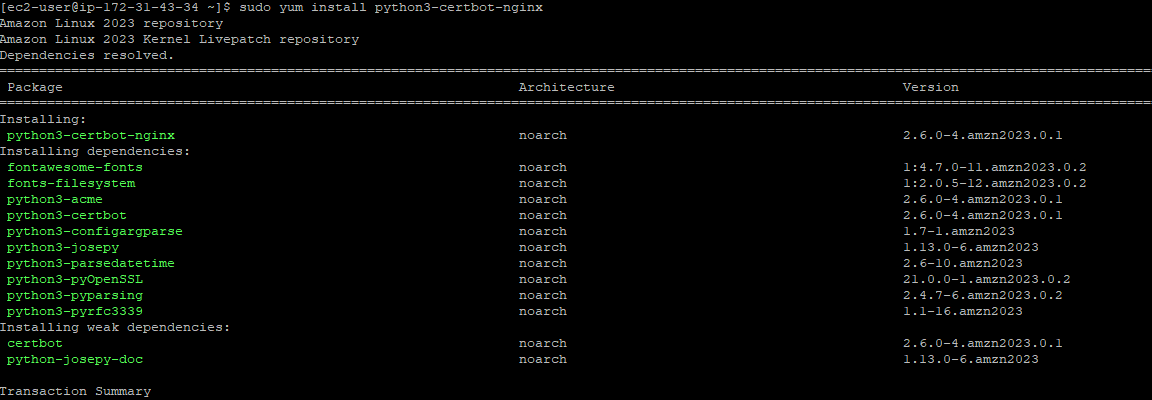 [ec2-user@ip-172-31-43-34 ~]$ sudo yum install python3-certbot-nginx
Amazon Linux 2023 repository
Amazon Linux 2023 Kernel Livepatch repository
Dependencies resolved.
================================================================================================================================================
 Package                                                         Architecture                                    Version
================================================================================================================================================
Installing:
 python3-certbot-nginx                                           noarch                                          2.6.0-4.amzn2023.0.1
Installing dependencies:
 fontawesome-fonts                                               noarch                                          1:4.7.0-11.amzn2023.0.2
 fonts-filesystem                                                noarch                                          1:2.0.5-12.amzn2023.0.2
 python3-acme                                                    noarch                                          2.6.0-4.amzn2023.0.1
 python3-certbot                                                 noarch                                          2.6.0-4.amzn2023.0.1
 python3-configargparse                                          noarch                                          1.7-1.amzn2023
 python3-josepy                                                  noarch                                          1.13.0-6.amzn2023
 python3-parsedatetime                                           noarch                                          2.6-10.amzn2023
 python3-pyOpenSSL                                               noarch                                          21.0.0-1.amzn2023.0.2
 python3-pyparsing                                               noarch                                          2.4.7-6.amzn2023.0.2
 python3-pyrfc3339                                               noarch                                          1.1-16.amzn2023
Installing weak dependencies:
 certbot                                                         noarch                                          2.6.0-4.amzn2023.0.1
 python-josepy-doc                                               noarch                                          1.13.0-6.amzn2023
Transaction Summary